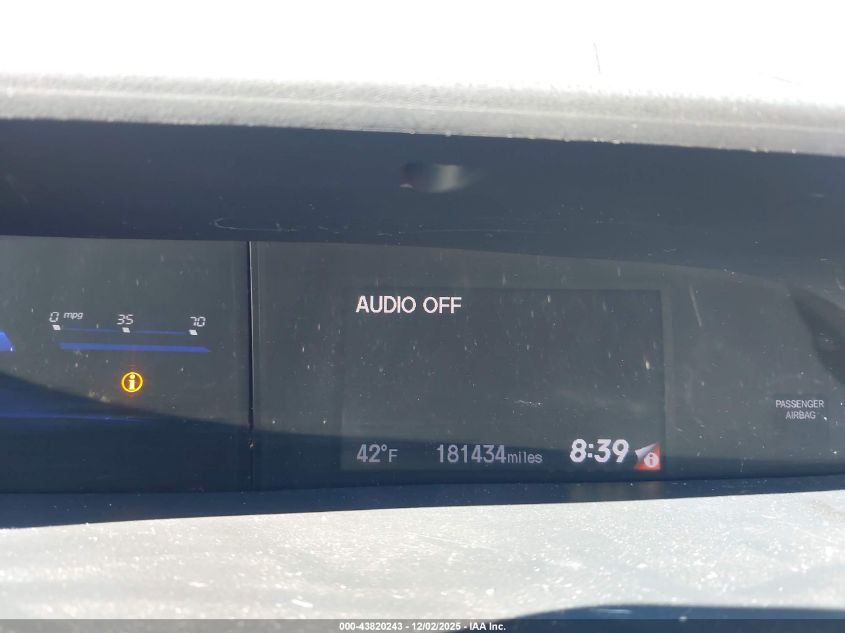 AUDIO OFF
0 mpg 35 70
PASSENGER
AIRBAG
42°F 181434miles 8:39
000-43820243 - 12/02/2025 - IAA Inc.